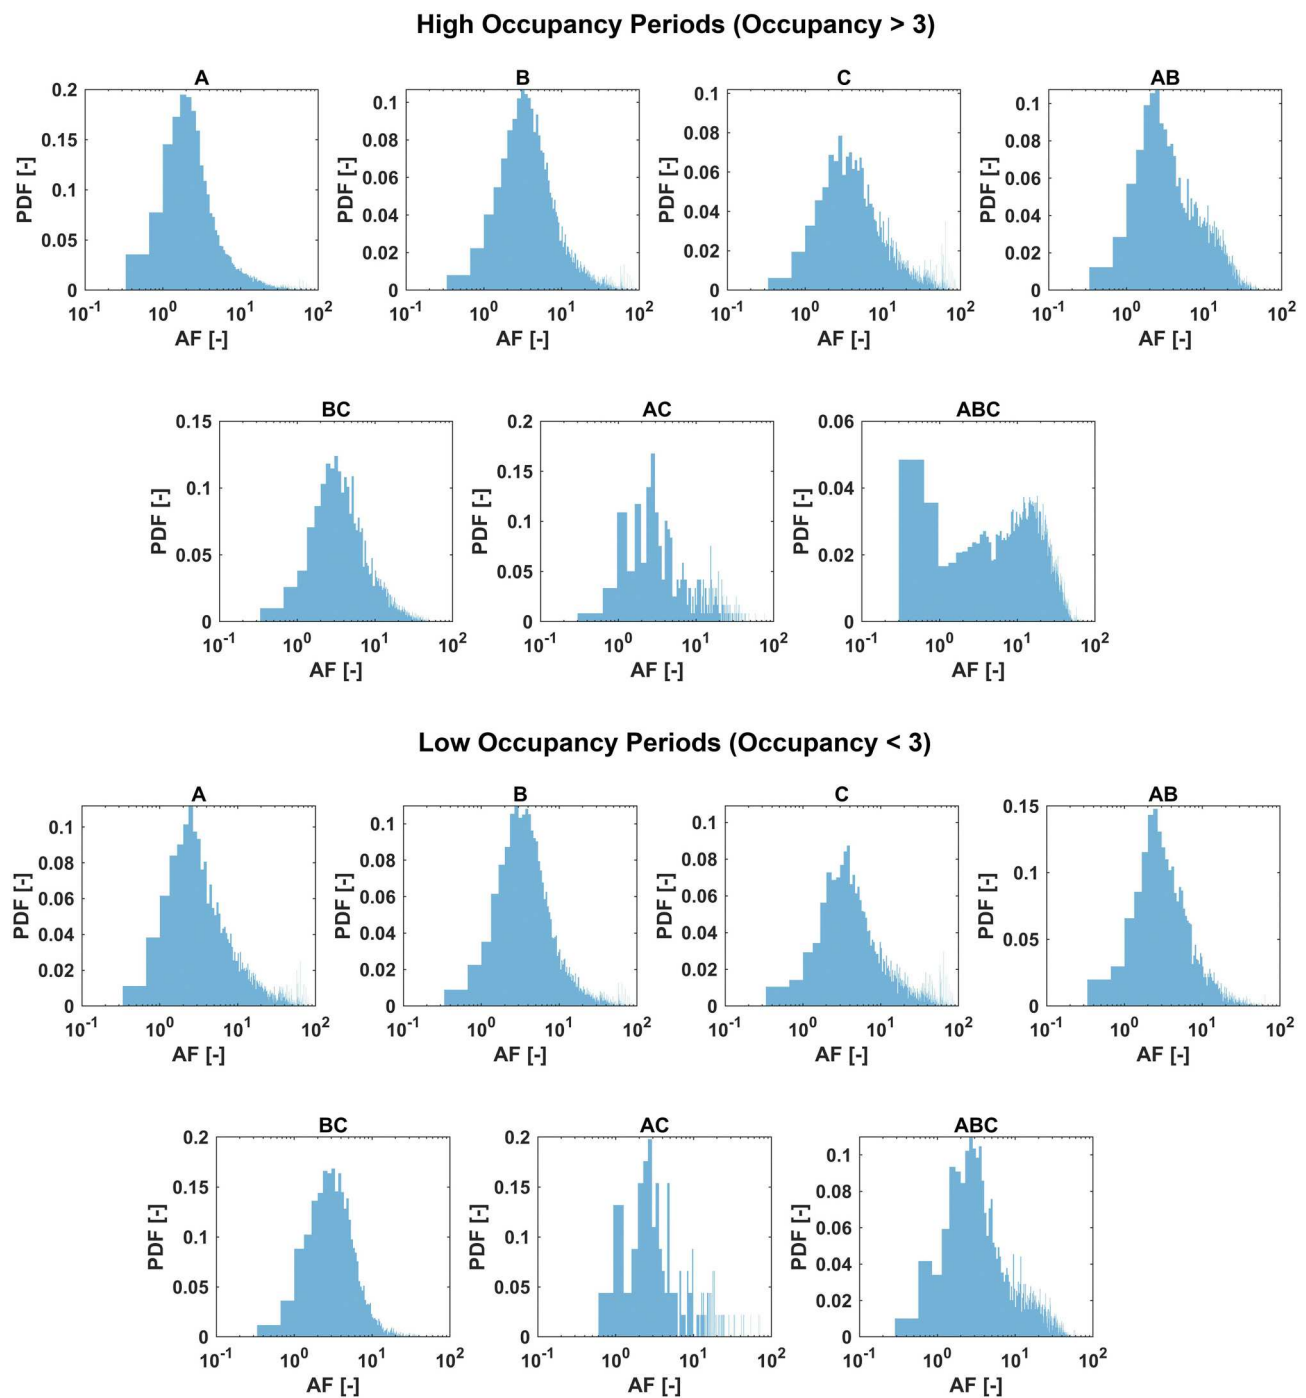 High Occupancy Periods (Occupancy > 3)
A B C AB
0.2 0.15 0.1 0.05 0
PDF [-]
10^-1 10^0 10^1 10^2
AF [-]
0.1 0.08 0.06 0.04 0.02 0
PDF [-]
10^-1 10^0 10^1 10^2
AF [-]
0.1 0.08 0.06 0.04 0.02 0
PDF [-]
10^-1 10^0 10^1 10^2
AF [-]
0.1 0.08 0.06 0.04 0.02 0
PDF [-]
10^-1 10^0 10^1 10^2
AF [-]
BC AC ABC
0.15 0.1 0.05 0
PDF [-]
10^-1 10^0 10^1 10^2
AF [-]
0.2 0.15 0.1 0.05 0
PDF [-]
10^-1 10^0 10^1 10^2
AF [-]
0.06 0.04 0.02 0
PDF [-]
10^-1 10^0 10^1 10^2
AF [-]
Low Occupancy Periods (Occupancy < 3)
A B C AB
0.1 0.08 0.06 0.04 0.02 0
PDF [-]
10^-1 10^0 10^1 10^2
AF [-]
0.1 0.08 0.06 0.04 0.02 0
PDF [-]
10^-1 10^0 10^1 10^2
AF [-]
0.1 0.08 0.06 0.04 0.02 0
PDF [-]
10^-1 10^0 10^1 10^2
AF [-]
0.15 0.1 0.05 0
PDF [-]
10^-1 10^0 10^1 10^2
AF [-]
BC AC ABC
0.2 0.15 0.1 0.05 0
PDF [-]
10^-1 10^0 10^1 10^2
AF [-]
0.2 0.15 0.1 0.05 0
PDF [-]
10^-1 10^0 10^1 10^2
AF [-]
0.1 0.08 0.06 0.04 0.02 0
PDF [-]
10^-1 10^0 10^1 10^2
AF [-]